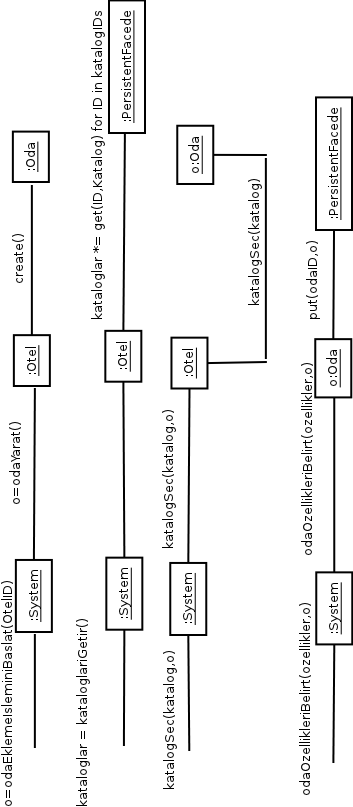 o=odaEklemeIsleminiBaslat(OtelID)
:System
o=odaYarat()
:Otel
create()
:Oda
kataloglar = kataloglariGetir()
:System
:Otel
kataloglar *= get(ID,Katalog) for ID in katalogIDs
:PersistentFacede
katalogSec(katalog,o)
:System
katalogSec(katalog,o)
:Otel
katalogSec(katalog)
o:Oda
odaOzellikleriBelirt(ozellikler,o)
:System
odaOzellikleriBelirt(ozellikler,o)
o:Oda
put(odaID,o)
:PersistentFacede